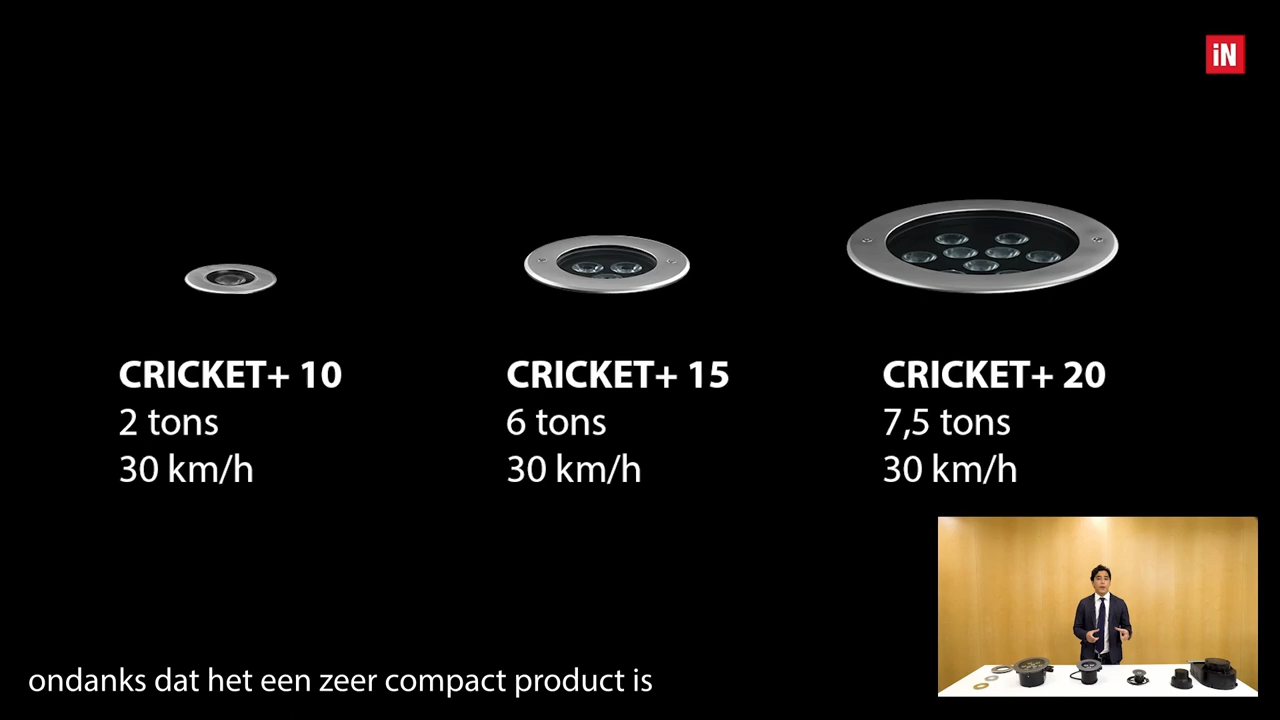 iN
CRICKET+ 10
2 tons
30 km/h
CRICKET+ 15
6 tons
30 km/h
CRICKET+ 20
7,5 tons
30 km/h
ondanks dat het een zeer compact product is